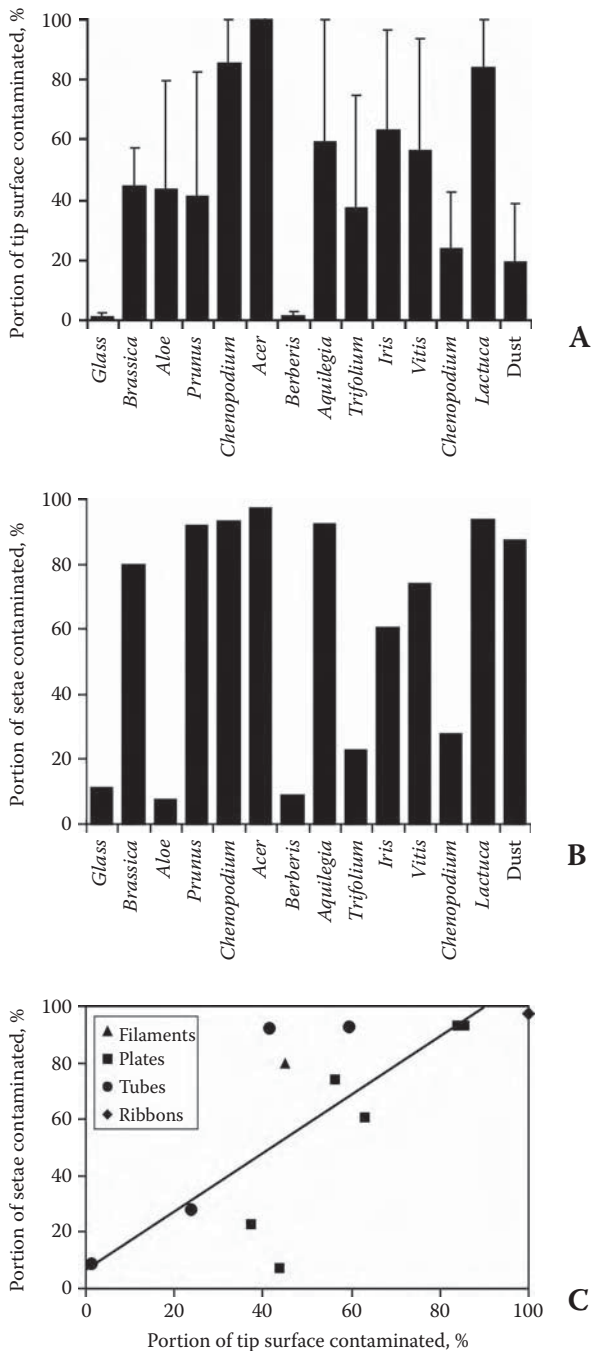 Portion of tip surface contaminated, %
100
80
60
40
20
0
Glass
Brassica
Aloe
Prunus
Chenopodium
Acer
Berberis
Aquilegia
Trifolium
Iris
Vitis
Chenopodium
Lactuca
Dust
A
Portion of setae contaminated, %
100
80
60
40
20
0
Glass
Brassica
Aloe
Prunus
Chenopodium
Acer
Berberis
Aquilegia
Trifolium
Iris
Vitis
Chenopodium
Lactuca
Dust
B
Portion of setae contaminated, %
100
80
60
40
20
0
Filaments
Plates
Tubes
Ribbons
0 20 40 60 80 100
C
Portion of tip surface contaminated, %